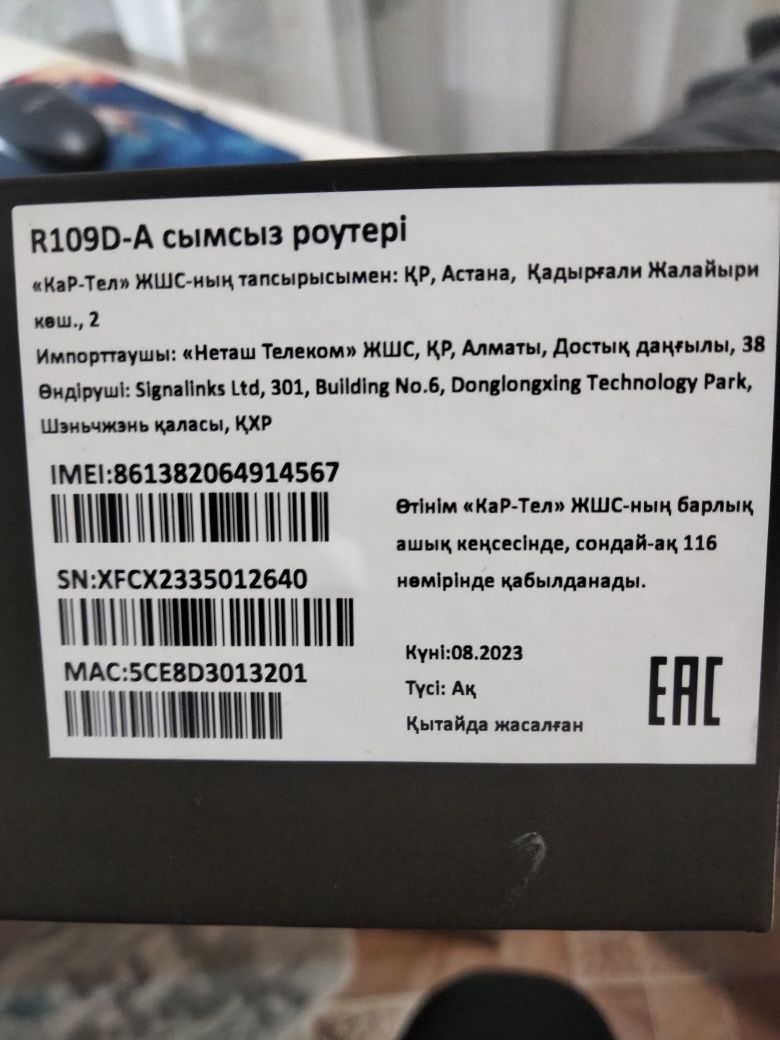 R109D-A сымсыз роутері
«КаР-Тел» ЖШС-ның тапсырысымен: ҚР, Астана, Қадырғали Жалайыри
көш., 2
Импорттаушы: «Неташ Телеком» ЖШС, ҚР, Алматы, Достық даңғылы, 38
Өндіруші: Signalinks Ltd, 301, Building No.6, Donglongxing Technology Park,
Шэньчжэнь қаласы, ҚХР
IMEI:861382064914567
SN:XFCX2335012640
MAC:5CE8D3013201
Өтінім «КаР-Тел» ЖШС-ның барлық
ашық кеңсесінде, сондай-ақ 116
нөмірінде қабылданады.
Күні:08.2023
Түсі: Ақ
Қытайда жасалған
EAC